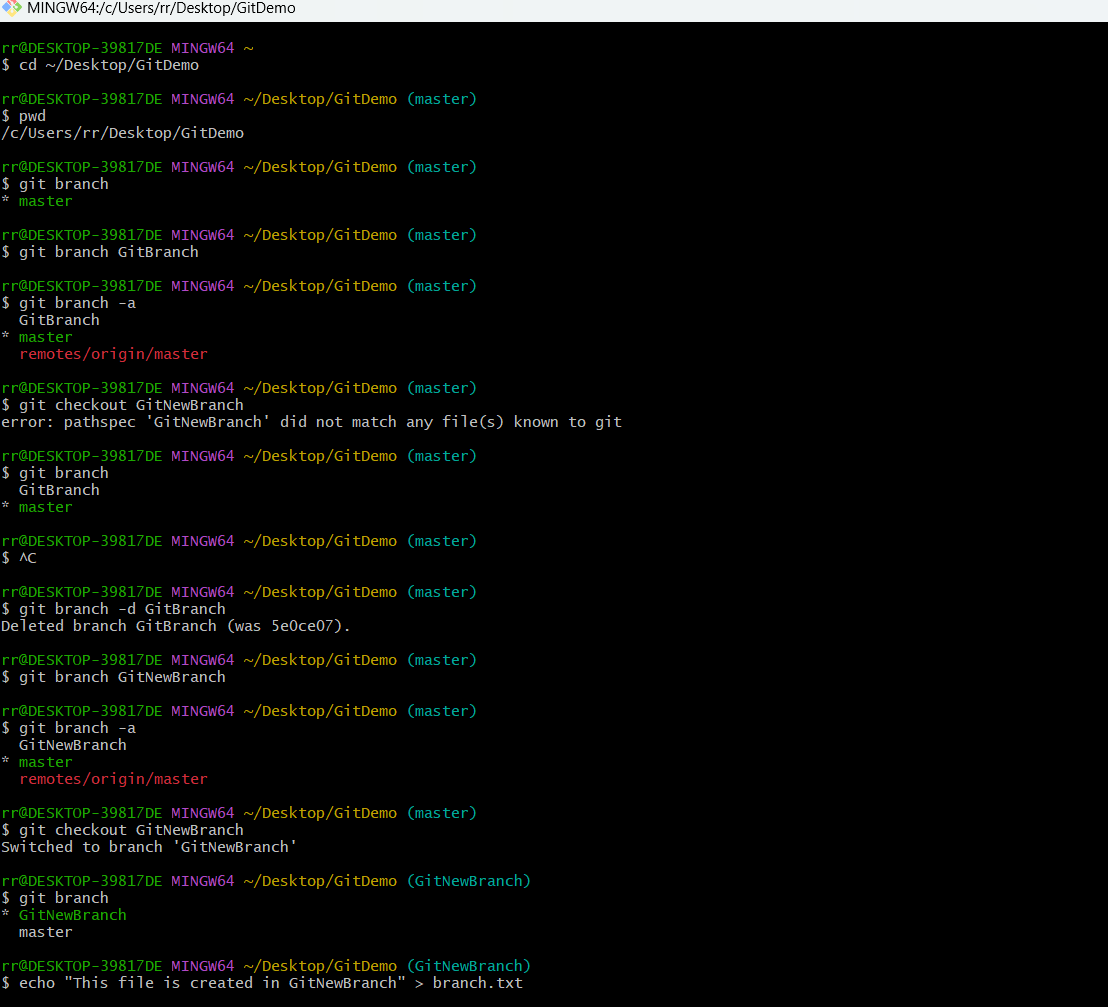 MINGW64:/c/Users/rr/Desktop/GitDemo
rr@DESKTOP-39817DE MINGW64 ~
$ cd ~/Desktop/GitDemo
rr@DESKTOP-39817DE MINGW64 ~/Desktop/GitDemo (master)
$ pwd
/c/Users/rr/Desktop/GitDemo
rr@DESKTOP-39817DE MINGW64 ~/Desktop/GitDemo (master)
$ git branch
* master
rr@DESKTOP-39817DE MINGW64 ~/Desktop/GitDemo (master)
$ git branch GitBranch
rr@DESKTOP-39817DE MINGW64 ~/Desktop/GitDemo (master)
$ git branch -a
  GitBranch
* master
  remotes/origin/master
rr@DESKTOP-39817DE MINGW64 ~/Desktop/GitDemo (master)
$ git checkout GitNewBranch
error: pathspec 'GitNewBranch' did not match any file(s) known to git
rr@DESKTOP-39817DE MINGW64 ~/Desktop/GitDemo (master)
$ git branch
  GitBranch
* master
rr@DESKTOP-39817DE MINGW64 ~/Desktop/GitDemo (master)
$ ^C
rr@DESKTOP-39817DE MINGW64 ~/Desktop/GitDemo (master)
$ git branch -d GitBranch
Deleted branch GitBranch (was 5e0ce07).
rr@DESKTOP-39817DE MINGW64 ~/Desktop/GitDemo (master)
$ git branch GitNewBranch
rr@DESKTOP-39817DE MINGW64 ~/Desktop/GitDemo (master)
$ git branch -a
  GitNewBranch
* master
  remotes/origin/master
rr@DESKTOP-39817DE MINGW64 ~/Desktop/GitDemo (master)
$ git checkout GitNewBranch
Switched to branch 'GitNewBranch'
rr@DESKTOP-39817DE MINGW64 ~/Desktop/GitDemo (GitNewBranch)
$ git branch
* GitNewBranch
  master
rr@DESKTOP-39817DE MINGW64 ~/Desktop/GitDemo (GitNewBranch)
$ echo "This file is created in GitNewBranch" > branch.txt